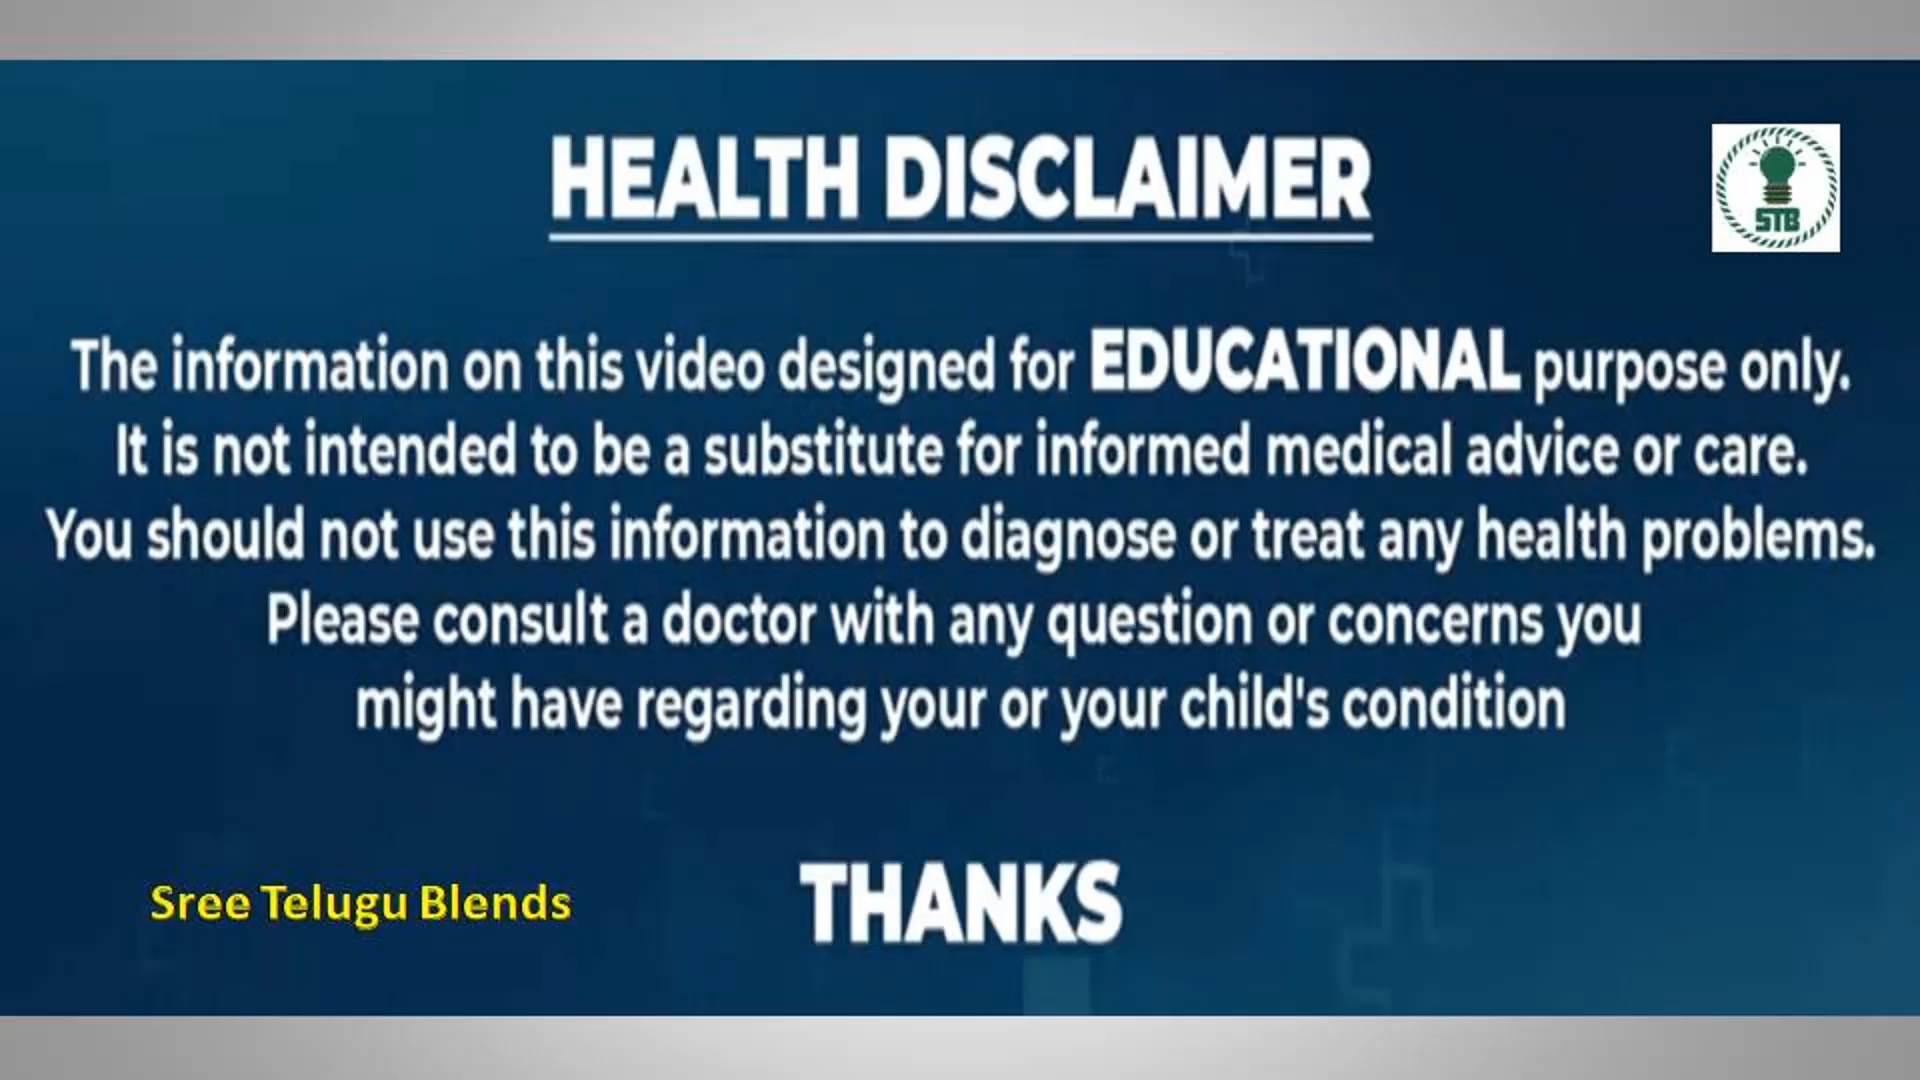 HEALTH DISCLAIMER
STB
The information on this video designed for EDUCATIONAL purpose only.
It is not intended to be a substitute for informed medical advice or care.
You should not use this information to diagnose or treat any health problems.
Please consult a doctor with any question or concerns you
might have regarding your or your child's condition
Sree Telugu Blends
THANKS